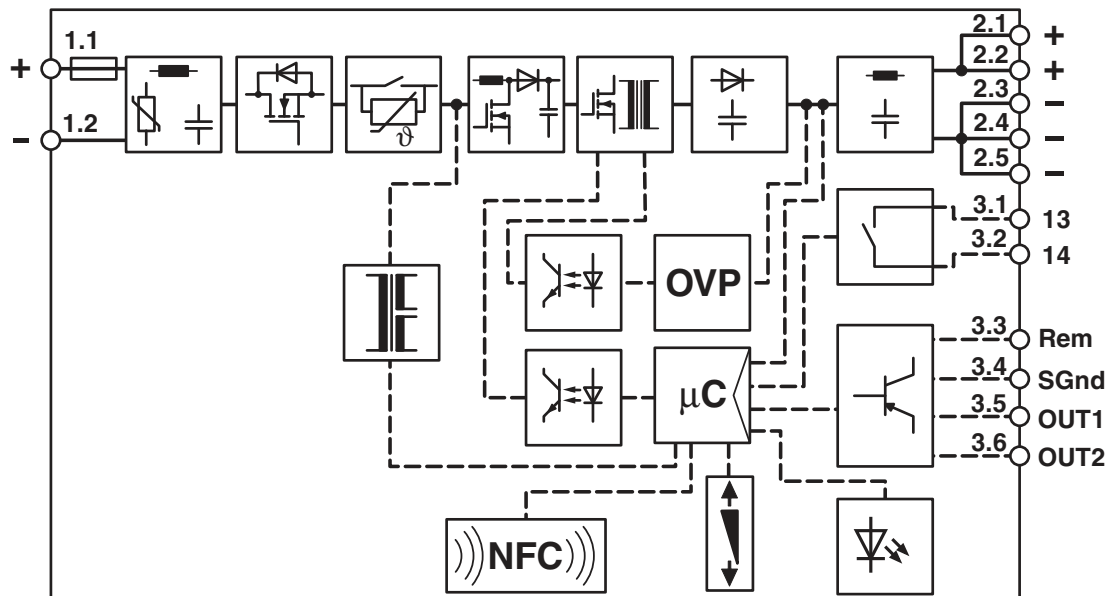 1.1
+
1.2
−
ϑ
2.1
+
2.2
+
2.3
−
2.4
−
2.5
−
3.1
13
3.2
14
OVP
3.3
Rem
3.4
SGnd
3.5
OUT1
3.6
OUT2
µC
NFC